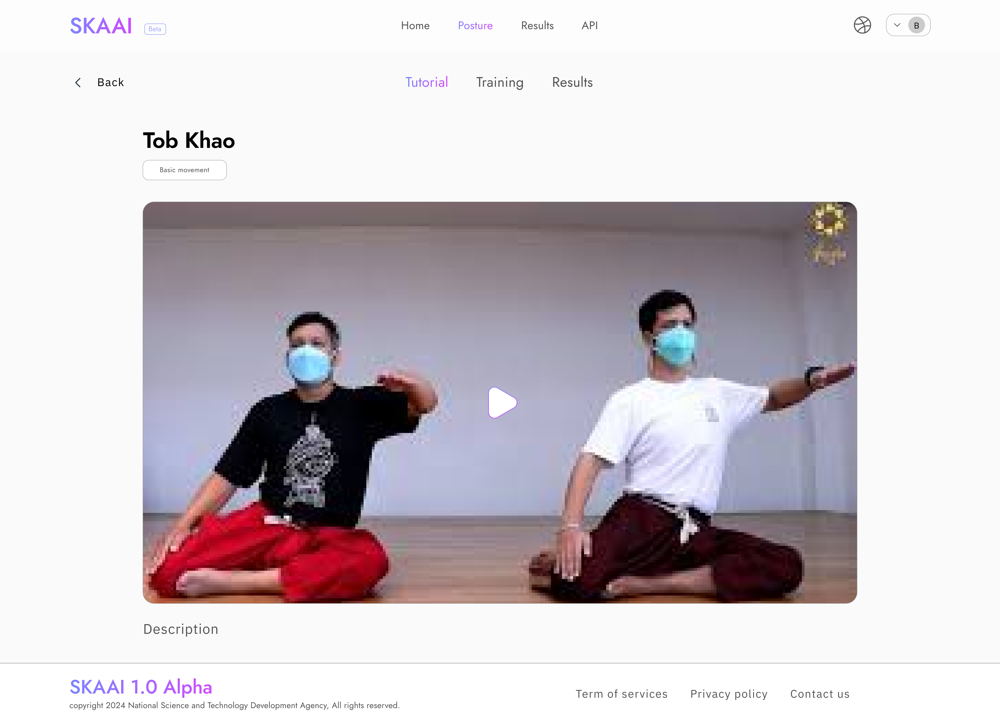 SKAAI Beta Home Posture Results API B
Back Tutorial Training Results
Tob Khao
Basic movement
Description
SKAAI 1.0 Alpha
copyright 2024 National Science and Technology Development Agency, All rights reserved.
Term of services Privacy policy Contact us